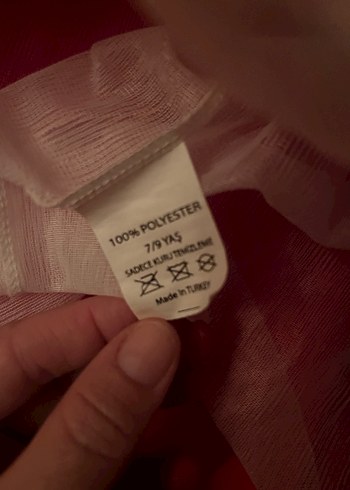 100% POLYESTER
7/9 YAŞ
SADECE KURU TEMİZLEME
Made in TURKEY